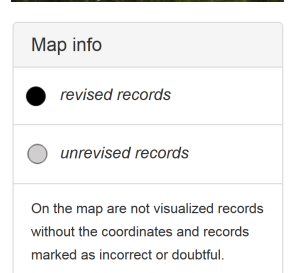 Map info
revised records
unrevised records
On the map are not visualized records
without the coordinates and records
marked as incorrect or doubtful.